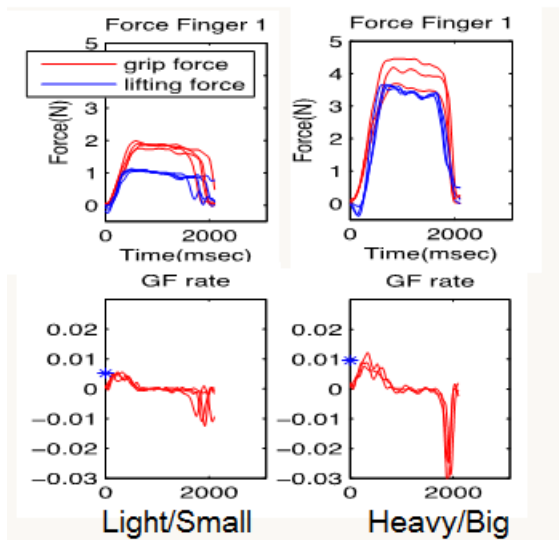 Force Finger 1
Force Finger 1
grip force
lifting force
5
4
3
2
1
0
Force(N)
0 2000
Time(msec)
5
4
3
2
1
0
Force(N)
0 2000
Time(msec)
GF rate
GF rate
0.02
0.01
0
−0.01
−0.02
−0.03
0 2000
0.02
0.01
0
−0.01
−0.02
−0.03
0 2000
Light/Small
Heavy/Big